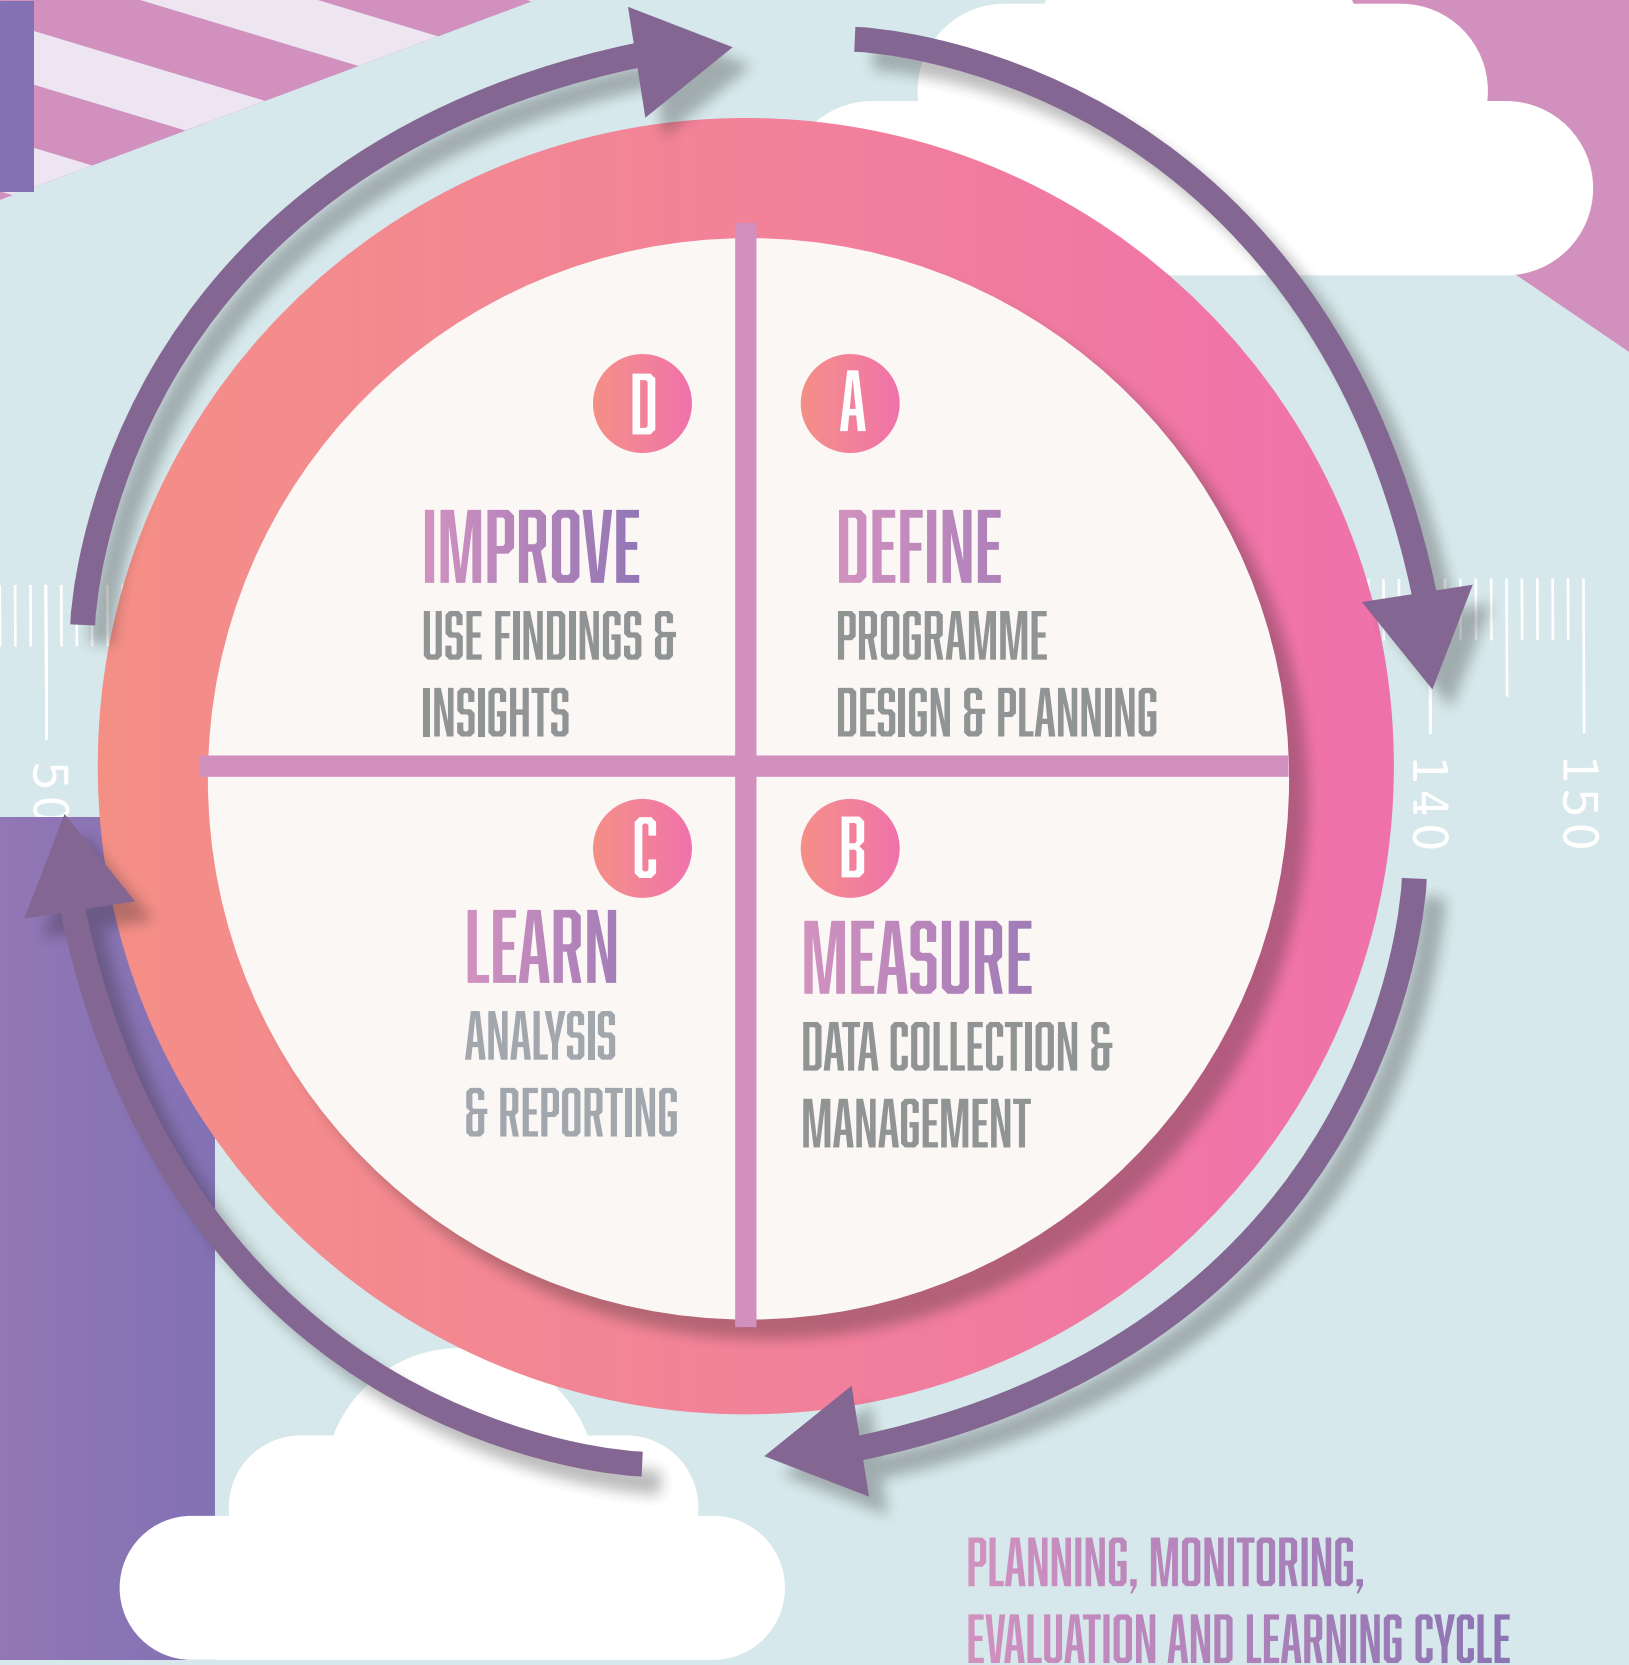 D
IMPROVE
USE FINDINGS &
INSIGHTS
A
DEFINE
PROGRAMME
DESIGN & PLANNING
C
LEARN
ANALYSIS
& REPORTING
B
MEASURE
DATA COLLECTION &
MANAGEMENT
50
140
150
PLANNING, MONITORING,
EVALUATION AND LEARNING CYCLE